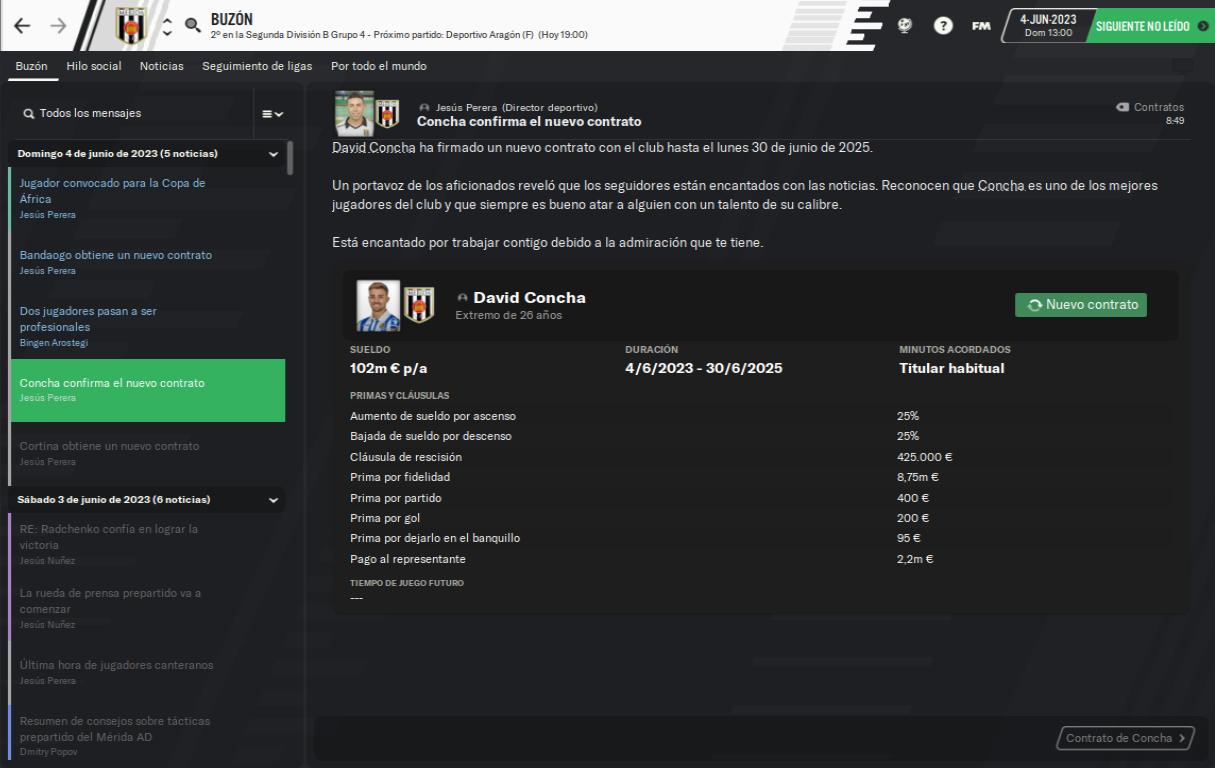 BUZÓN
2º en la Segunda División B Grupo 4 - Próximo partido: Deportivo Aragón (F) (Hoy 19:00)
FM
4-JUN-2023
Dom 13:00
SIGUIENTE NO LEÍDO
Buzón
Hilo social
Noticias
Seguimiento de ligas
Por todo el mundo
Todos los mensajes
Domingo 4 de junio de 2023 (5 noticias)
Jugador convocado para la Copa de
África
Jesús Perera
Bandaogo obtiene un nuevo contrato
Jesús Perera
Dos jugadores pasan a ser
profesionales
Bingen Arostegi
Concha confirma el nuevo contrato
Jesús Perera
Cortina obtiene un nuevo contrato
Jesús Perera
Sábado 3 de junio de 2023 (6 noticias)
RE: Radchenko confía en lograr la
victoria
Jesús Nuñez
La rueda de prensa prepartido va a
comenzar
Jesús Nuñez
Última hora de jugadores canteranos
Jesús Perera
Resumen de consejos sobre tácticas
prepartido del Mérida AD
Dmitry Popov
Jesús Perera (Director deportivo)
Concha confirma el nuevo contrato
Contratos
8:49
David Concha ha firmado un nuevo contrato con el club hasta el lunes 30 de junio de 2025.
Un portavoz de los aficionados reveló que los seguidores están encantados con las noticias. Reconocen que Concha es uno de los mejores
jugadores del club y que siempre es bueno atar a alguien con un talento de su calibre.
Está encantado por trabajar contigo debido a la admiración que te tiene.
David Concha
Extremo de 26 años
Nuevo contrato
SUELDO
DURACIÓN
MINUTOS ACORDADOS
102m € p/a
4/6/2023 - 30/6/2025
Titular habitual
PRIMAS Y CLÁUSULAS
Aumento de sueldo por ascenso 25%
Bajada de sueldo por descenso 25%
Cláusula de rescisión 425.000 €
Prima por fidelidad 8,75m €
Prima por partido 400 €
Prima por gol 200 €
Prima por dejarlo en el banquillo 95 €
Pago al representante 2,2m €
TIEMPO DE JUEGO FUTURO
---
Contrato de Concha